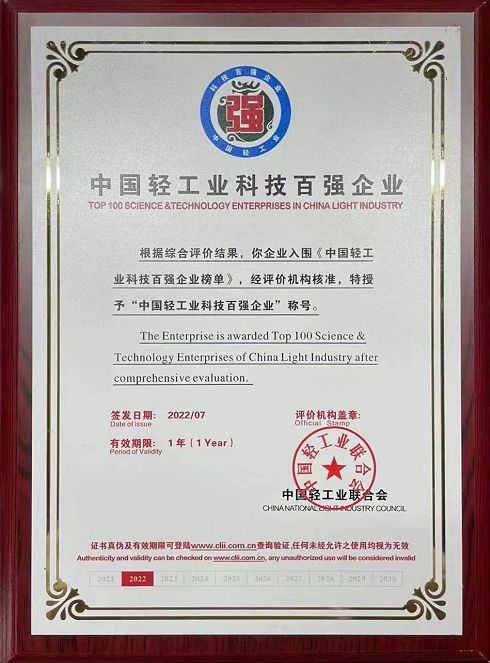 科技百强企业
强
中国轻工业
中国轻工业科技百强企业
TOP 100 SCIENCE &TECHNOLOGY ENTERPRISES IN CHINA LIGHT INDUSTRY
根据综合评价结果，你企业入围《中国轻工
业科技百强企业榜单》，经评价机构核准，特授
予“中国轻工业科技百强企业”称号。
The Enterprise is awarded Top 100 Science &
Technology Enterprises of China Light Industry after
comprehensive evaluation.
签发日期： 2022/07 评价机构盖章：
Date of Issue Official Stamp
有效期限： 1年（1Year）
Period of Validity
中国轻工业联合会
中国轻工业联合会
CHINA NATIONAL LIGHT INDUSTRY COUNCIL
证书真伪及有效期限可登陆www.clii.com.cn查询验证,任何未经允许之使用均视为无效
Authenticity and validity can be checked on www.clii.com.cn, any unauthorized use will be considered invalid
2021 2022 2023 2024 2025 2026 2027 2028 2029 2030